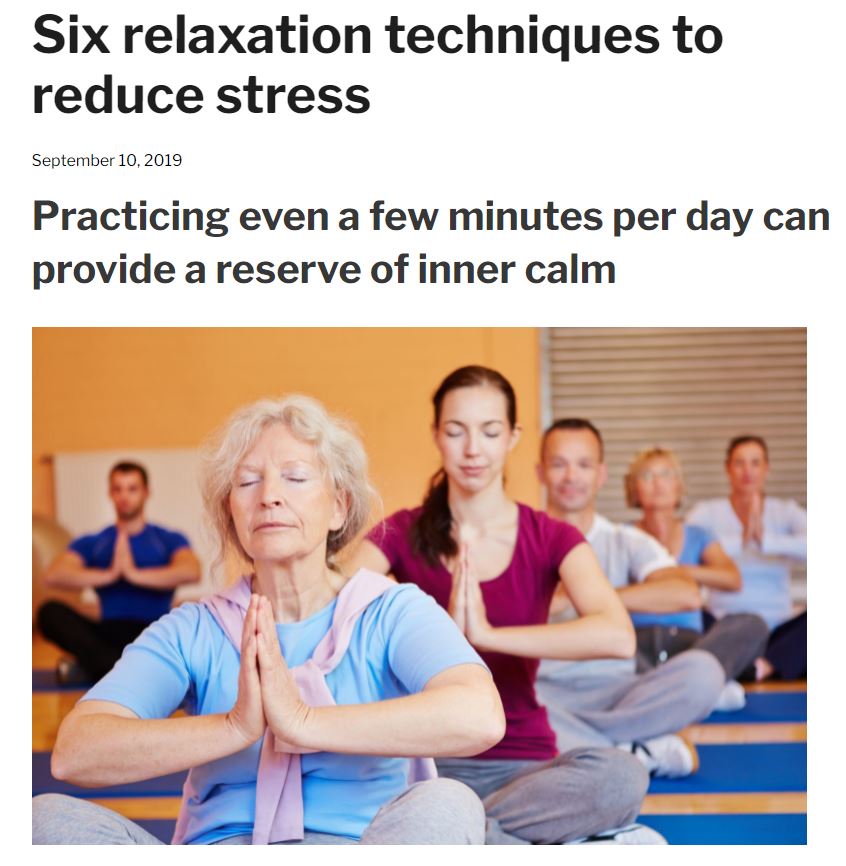 Six relaxation techniques to
reduce stress
September 10, 2019
Practicing even a few minutes per day can
provide a reserve of inner calm